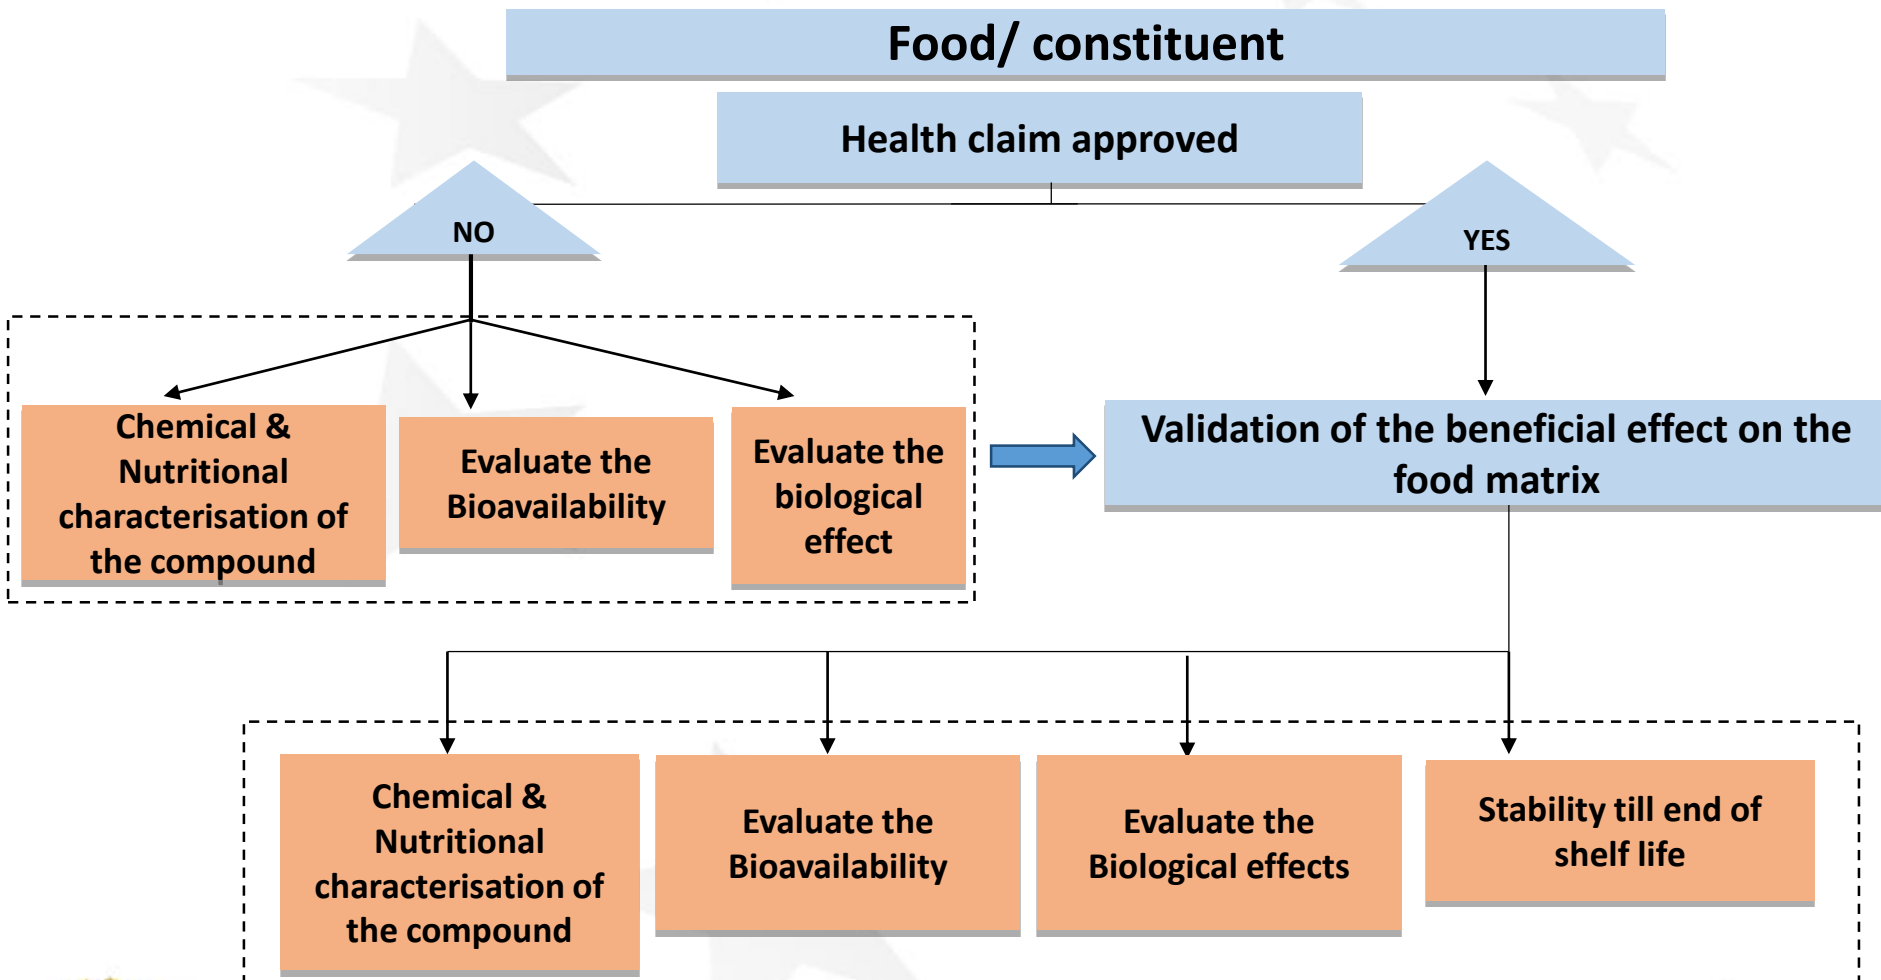 Food/ constituent
Health claim approved
NO
YES
Chemical &
Nutritional
characterisation of
the compound
Evaluate the
Bioavailability
Evaluate the
biological
effect
Validation of the beneficial effect on the
food matrix
Chemical &
Nutritional
characterisation of
the compound
Evaluate the
Bioavailability
Evaluate the
Biological effects
Stability till end of
shelf life